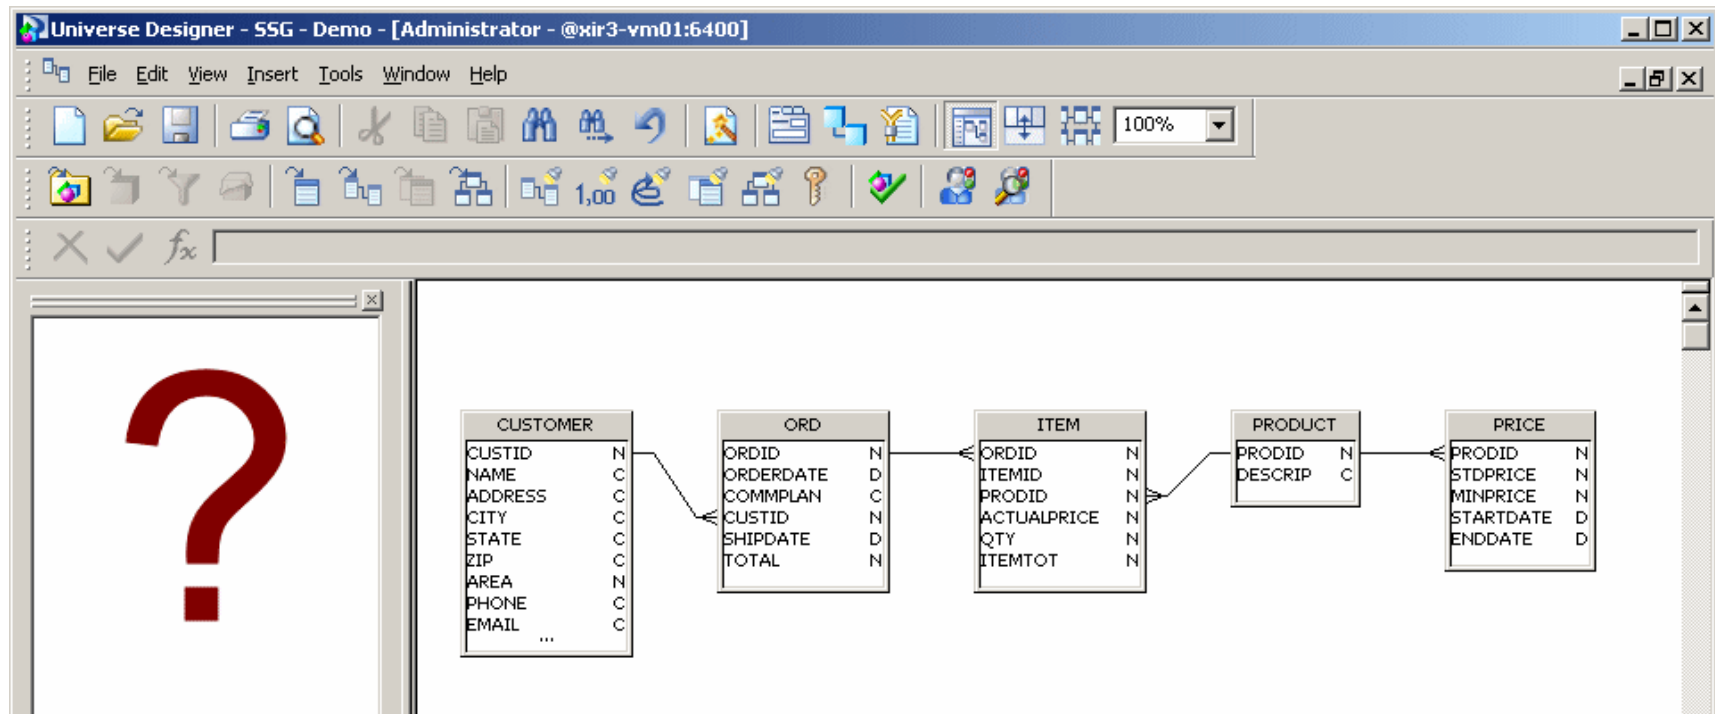 Universe Designer - SSG - Demo - [Administrator - @xir3-vm01:6400]
File Edit View Insert Tools Window Help
100%
1,00
fx
?
CUSTOMER
CUSTID N
NAME C
ADDRESS C
CITY C
STATE C
ZIP C
AREA N
PHONE C
EMAIL C
...
ORD
ORDID N
ORDERDATE D
COMMPLAN C
CUSTID N
SHIPDATE D
TOTAL N
ITEM
ORDID N
ITEMID N
PRODID N
ACTUALPRICE N
QTY N
ITEMTOT N
PRODUCT
PRODID N
DESCRIP C
PRICE
PRODID N
STDPRICE N
MINPRICE N
STARTDATE D
ENDDATE D